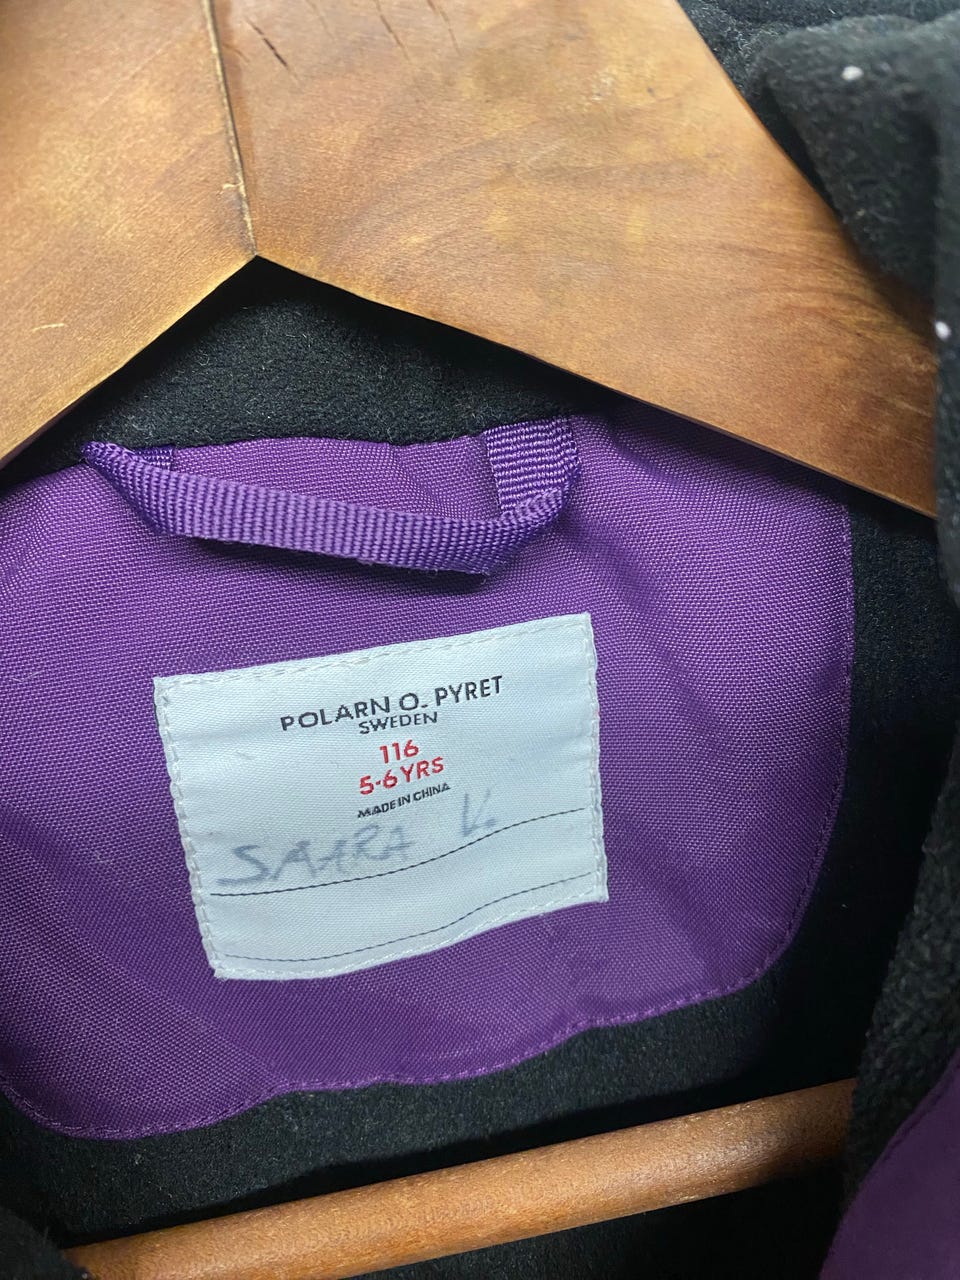 POLARN O. PYRET
SWEDEN
116
5-6 YRS
MADE IN CHINA
SAARA V.